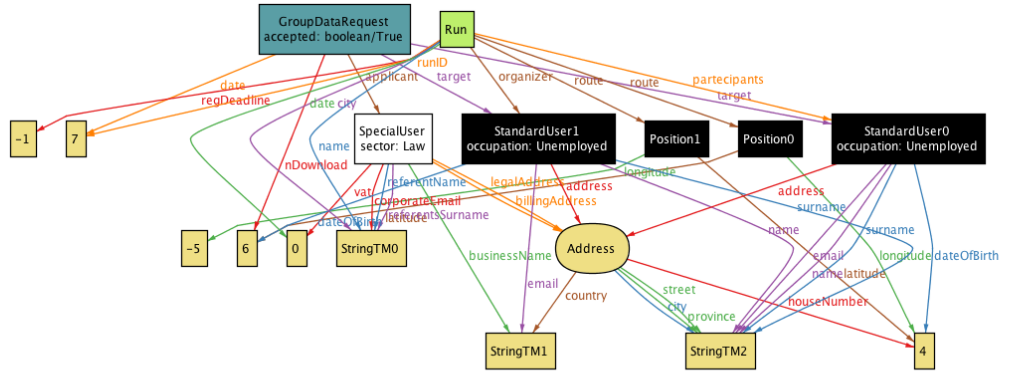 GroupDataRequest
accepted: boolean/True
Run
runID
date
applicant
target
organizer
route
route
partecipants
target
regDeadline
date
city
-1
7
SpecialUser
sector: Law
StandardUser1
occupation: Unemployed
Position1
Position0
StandardUser0
occupation: Unemployed
name
nDownload
longitude
vat
referentName
legalAddress
address
address
corporateEmail
billingAddress
referentsSurname
latitude
dateOfBirth
surname
name
surname
-5
6
0
StringTM0
Address
businessName
email
longitude
dateOfBirth
name
latitude
email
country
street
city
province
houseNumber
StringTM1
StringTM2
4